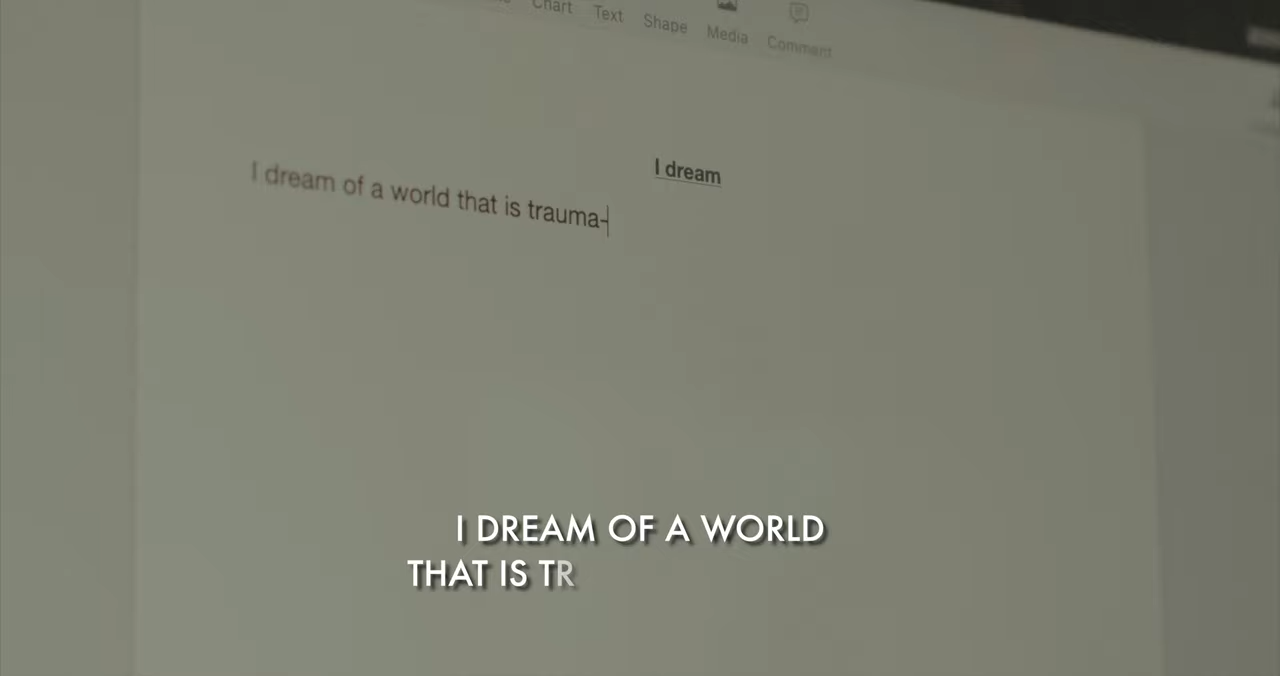 Chart Text Shape Media Comment
I dream
I dream of a world that is trauma-
I DREAM OF A WORLD
THAT IS TR